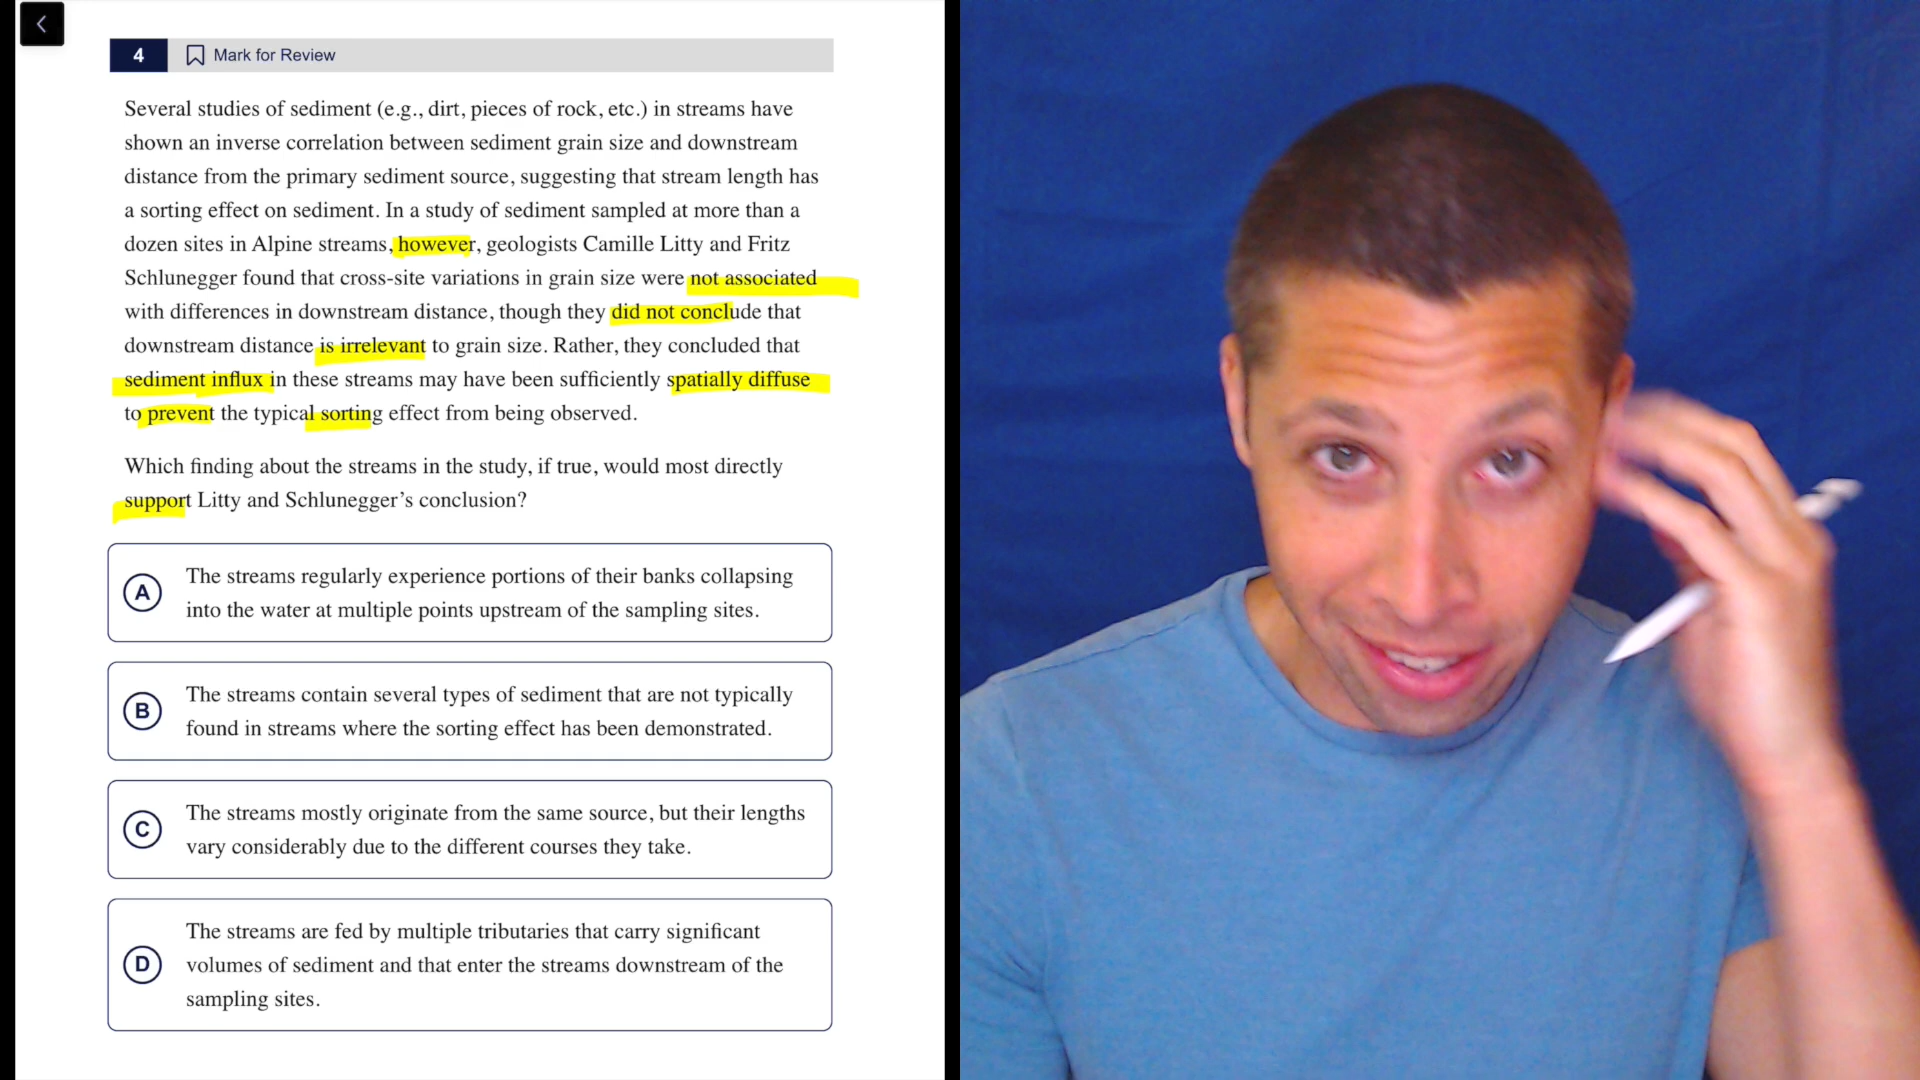 4 Mark for Review
Several studies of sediment (e.g., dirt, pieces of rock, etc.) in streams have
shown an inverse correlation between sediment grain size and downstream
distance from the primary sediment source, suggesting that stream length has
a sorting effect on sediment. In a study of sediment sampled at more than a
dozen sites in Alpine streams, however, geologists Camille Litty and Fritz
Schlunegger found that cross-site variations in grain size were not associated
with differences in downstream distance, though they did not conclude that
downstream distance is irrelevant to grain size. Rather, they concluded that
sediment influx in these streams may have been sufficiently spatially diffuse
to prevent the typical sorting effect from being observed.
Which finding about the streams in the study, if true, would most directly
support Litty and Schlunegger’s conclusion?
A
The streams regularly experience portions of their banks collapsing
into the water at multiple points upstream of the sampling sites.
B
The streams contain several types of sediment that are not typically
found in streams where the sorting effect has been demonstrated.
C
The streams mostly originate from the same source, but their lengths
vary considerably due to the different courses they take.
D
The streams are fed by multiple tributaries that carry significant
volumes of sediment and that enter the streams downstream of the
sampling sites.